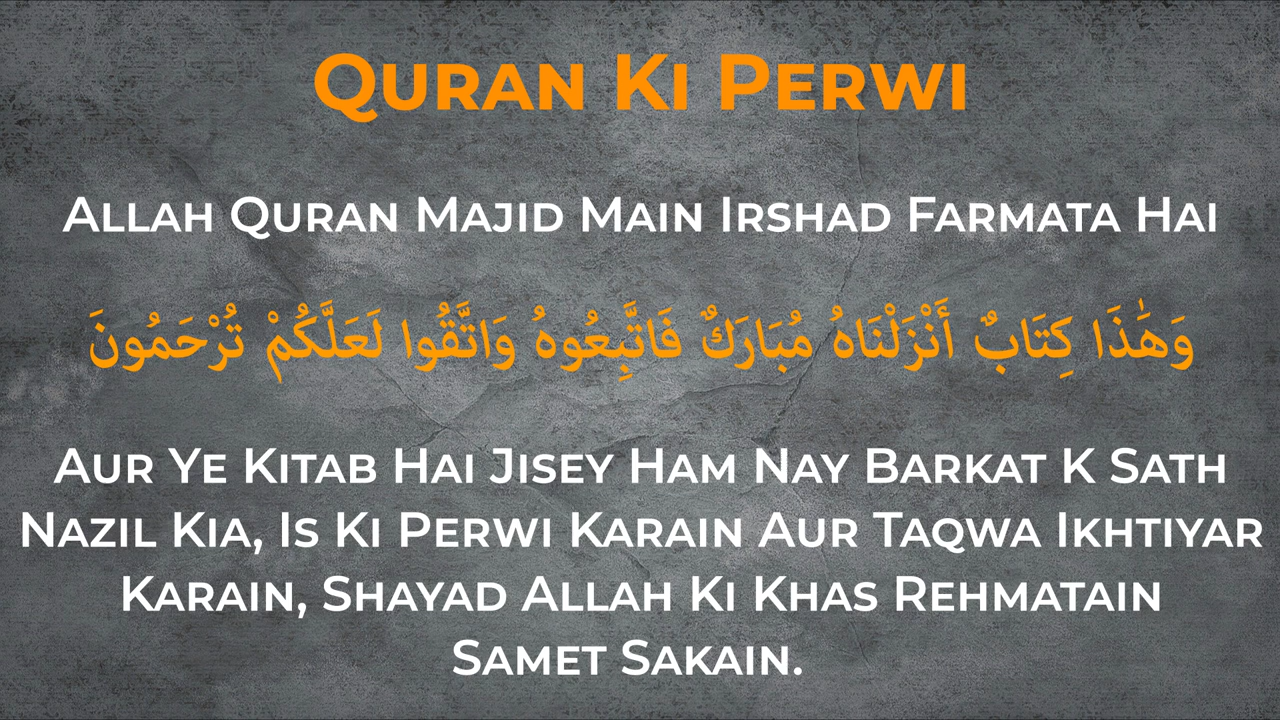 Quran Ki Perwi
Allah Quran Majid Main Irshad Farmata Hai
وَهَٰذَا كِتَابٌ أَنْزَلْنَاهُ مُبَارَكٌ فَاتَّبِعُوهُ وَاتَّقُوا لَعَلَّكُمْ تُرْحَمُونَ
Aur Ye Kitab Hai Jisey Ham Nay Barkat K Sath
Nazil Kia, Is Ki Perwi Karain Aur Taqwa Ikhtiyar
Karain, Shayad Allah Ki Khas Rehmatain
Samet Sakain.